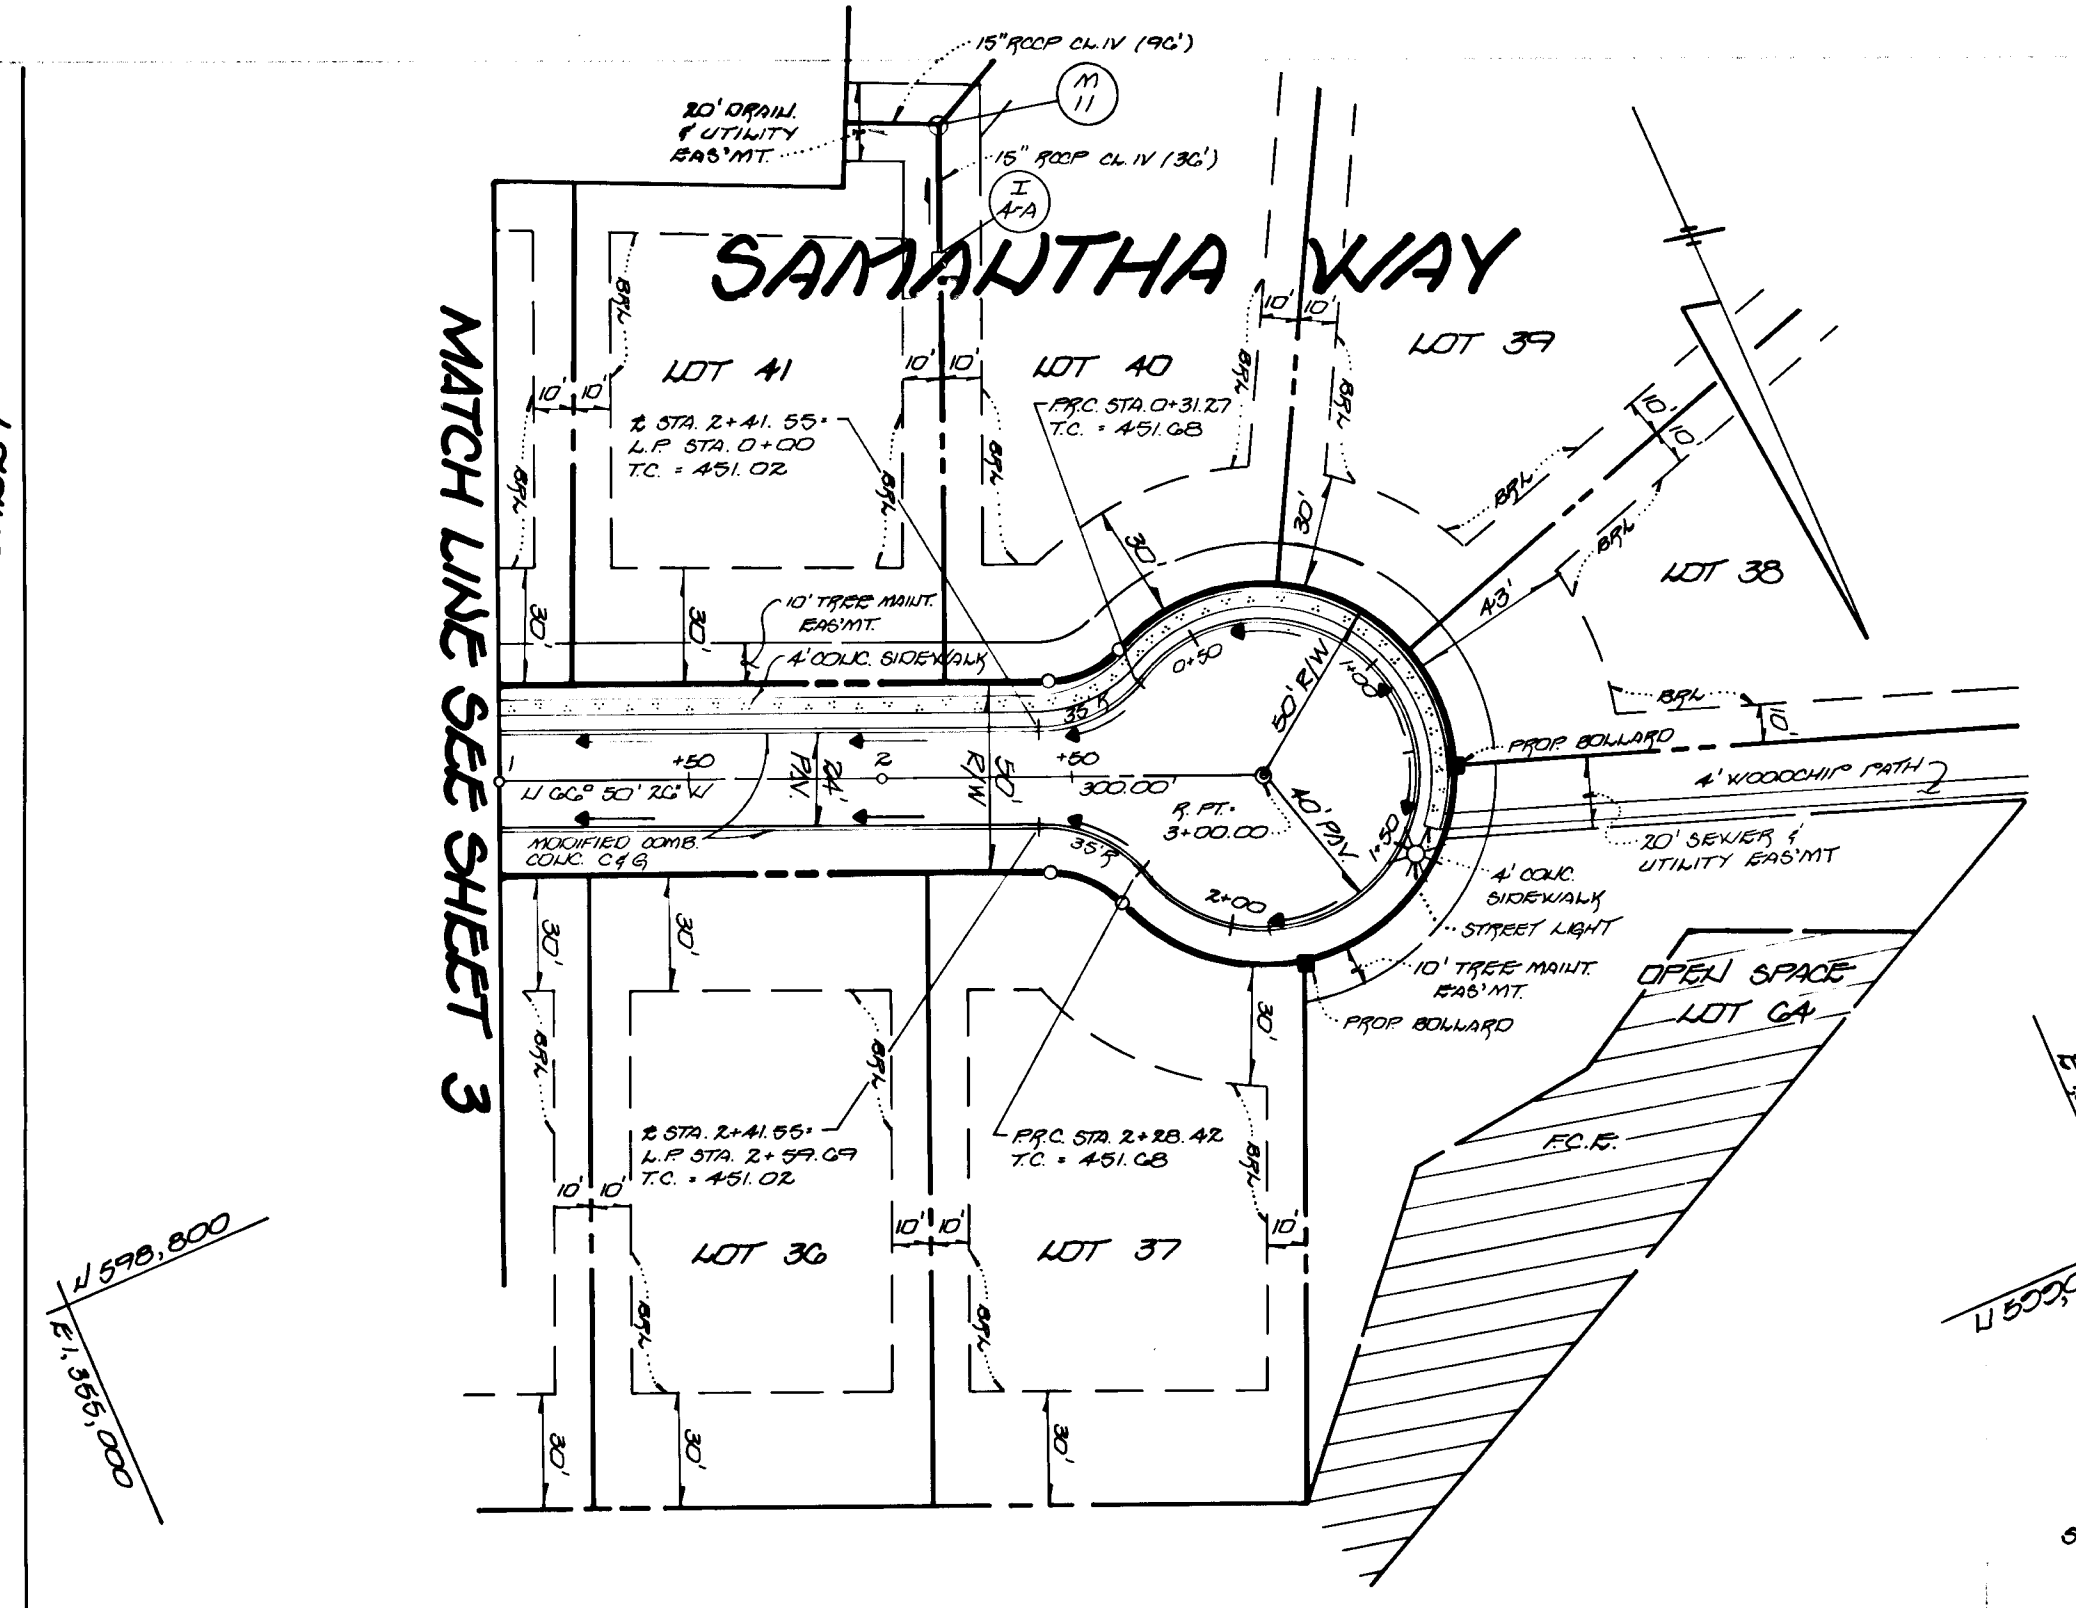 15" RCCP CL. IV (96')
M
11
20' DRAIN.
& UTILITY
EAS'MT.
15" RCCP CL. IV (36')
I
4-A
SAMANTHA WAY
MATCH LINE SEE SHEET 3
BRL
10' 10'
LOT 39
LOT 41
10' 10'
LOT 40
BRL
BRL
10' 10'
10' 10'
℄ STA. 2+41.55=
L.P. STA. 0+00
T.C. = 451.02
P.R.C. STA. 0+31.27
T.C. = 451.68
BRL
BRL
BRL
BRL
BRL
30'
30'
43'
LOT 38
30'
30'
10' TREE MAINT.
EAS'MT.
4' CONC. SIDEWALK
0+50
1+00
50' R/W
BRL
10'
35'R
PROP. BOLLARD
1
+50
2
+50
24'
PAV.
50'
R/W
N 66° 50' 26" W
300.00'
R. PT. =
3+00.00
40' PAV.
1+50
4' WOODCHIP PATH
MODIFIED COMB.
CONC. C & G
35'R
20' SEWER &
UTILITY EAS'MT
4' CONC.
SIDEWALK
2+00
STREET LIGHT
30'
30'
10' TREE MAINT.
EAS'MT.
OPEN SPACE
LOT 64
30'
PROP. BOLLARD
BRL
BRL
℄ STA. 2+41.55=
L.P. STA. 2+59.69
T.C. = 451.02
P.R.C. STA. 2+28.42
T.C. = 451.68
BRL
F.C.E.
10' 10'
10' 10'
10'
LOT 36
LOT 37
BRL
BRL
30'
30'
30'
N 598,800
E 1,355,000